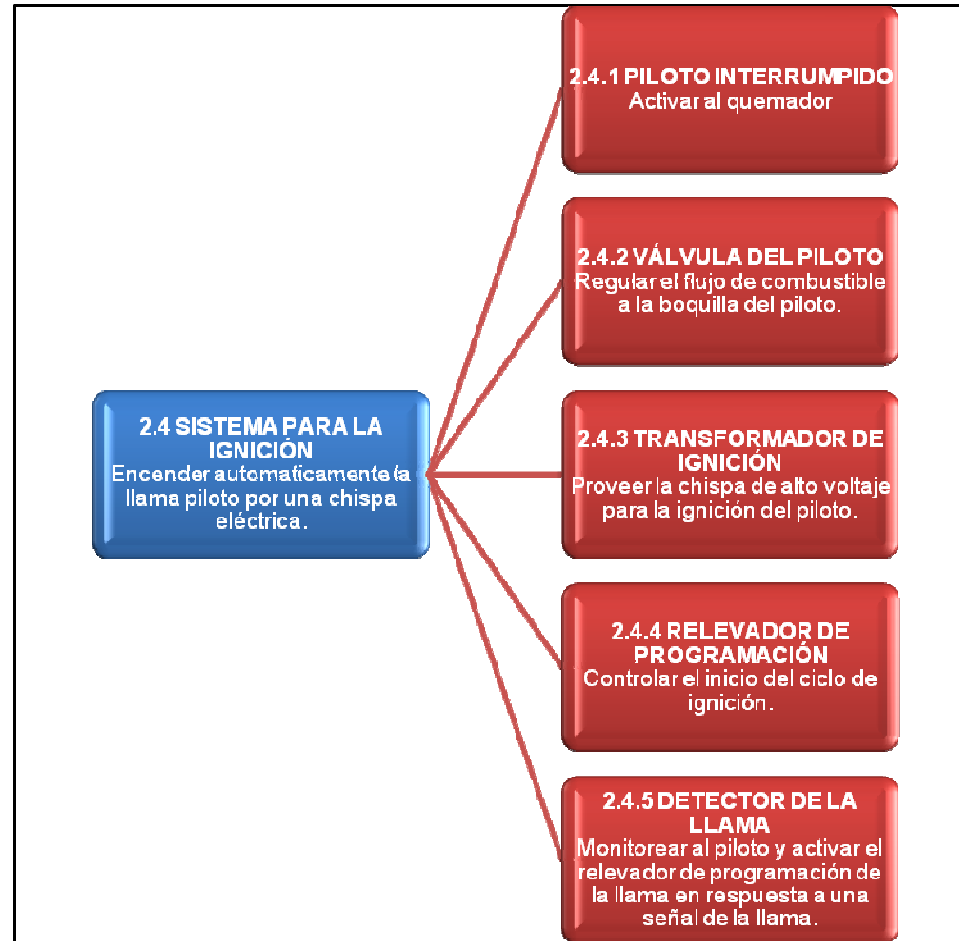 2.4.1 PILOTO INTERRUMPIDO
Activar al quemador
2.4.2 VÁLVULA DEL PILOTO
Regular el flujo de combustible
a la boquilla del piloto.
2.4 SISTEMA PARA LA
IGNICIÓN
Encender automaticamente la
llama piloto por una chispa
eléctrica.
2.4.3 TRANSFORMADOR DE
IGNICIÓN
Proveer la chispa de alto voltaje
para la ignición del piloto.
2.4.4 RELEVADOR DE
PROGRAMACIÓN
Controlar el inicio del ciclo de
ignición.
2.4.5 DETECTOR DE LA
LLAMA
Monitorear al piloto y activar el
relevador de programación de
la llama en respuesta a una
señal de la llama.